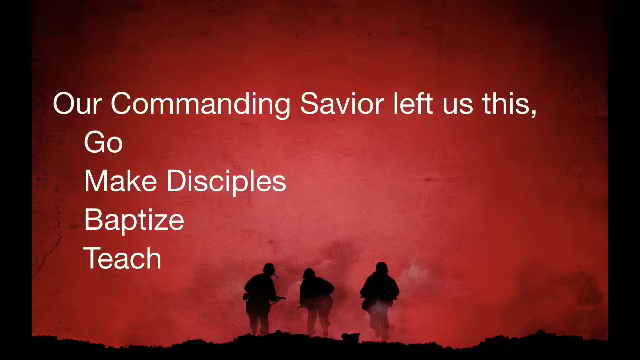 Our Commanding Savior left us this,
Go
Make Disciples
Baptize
Teach